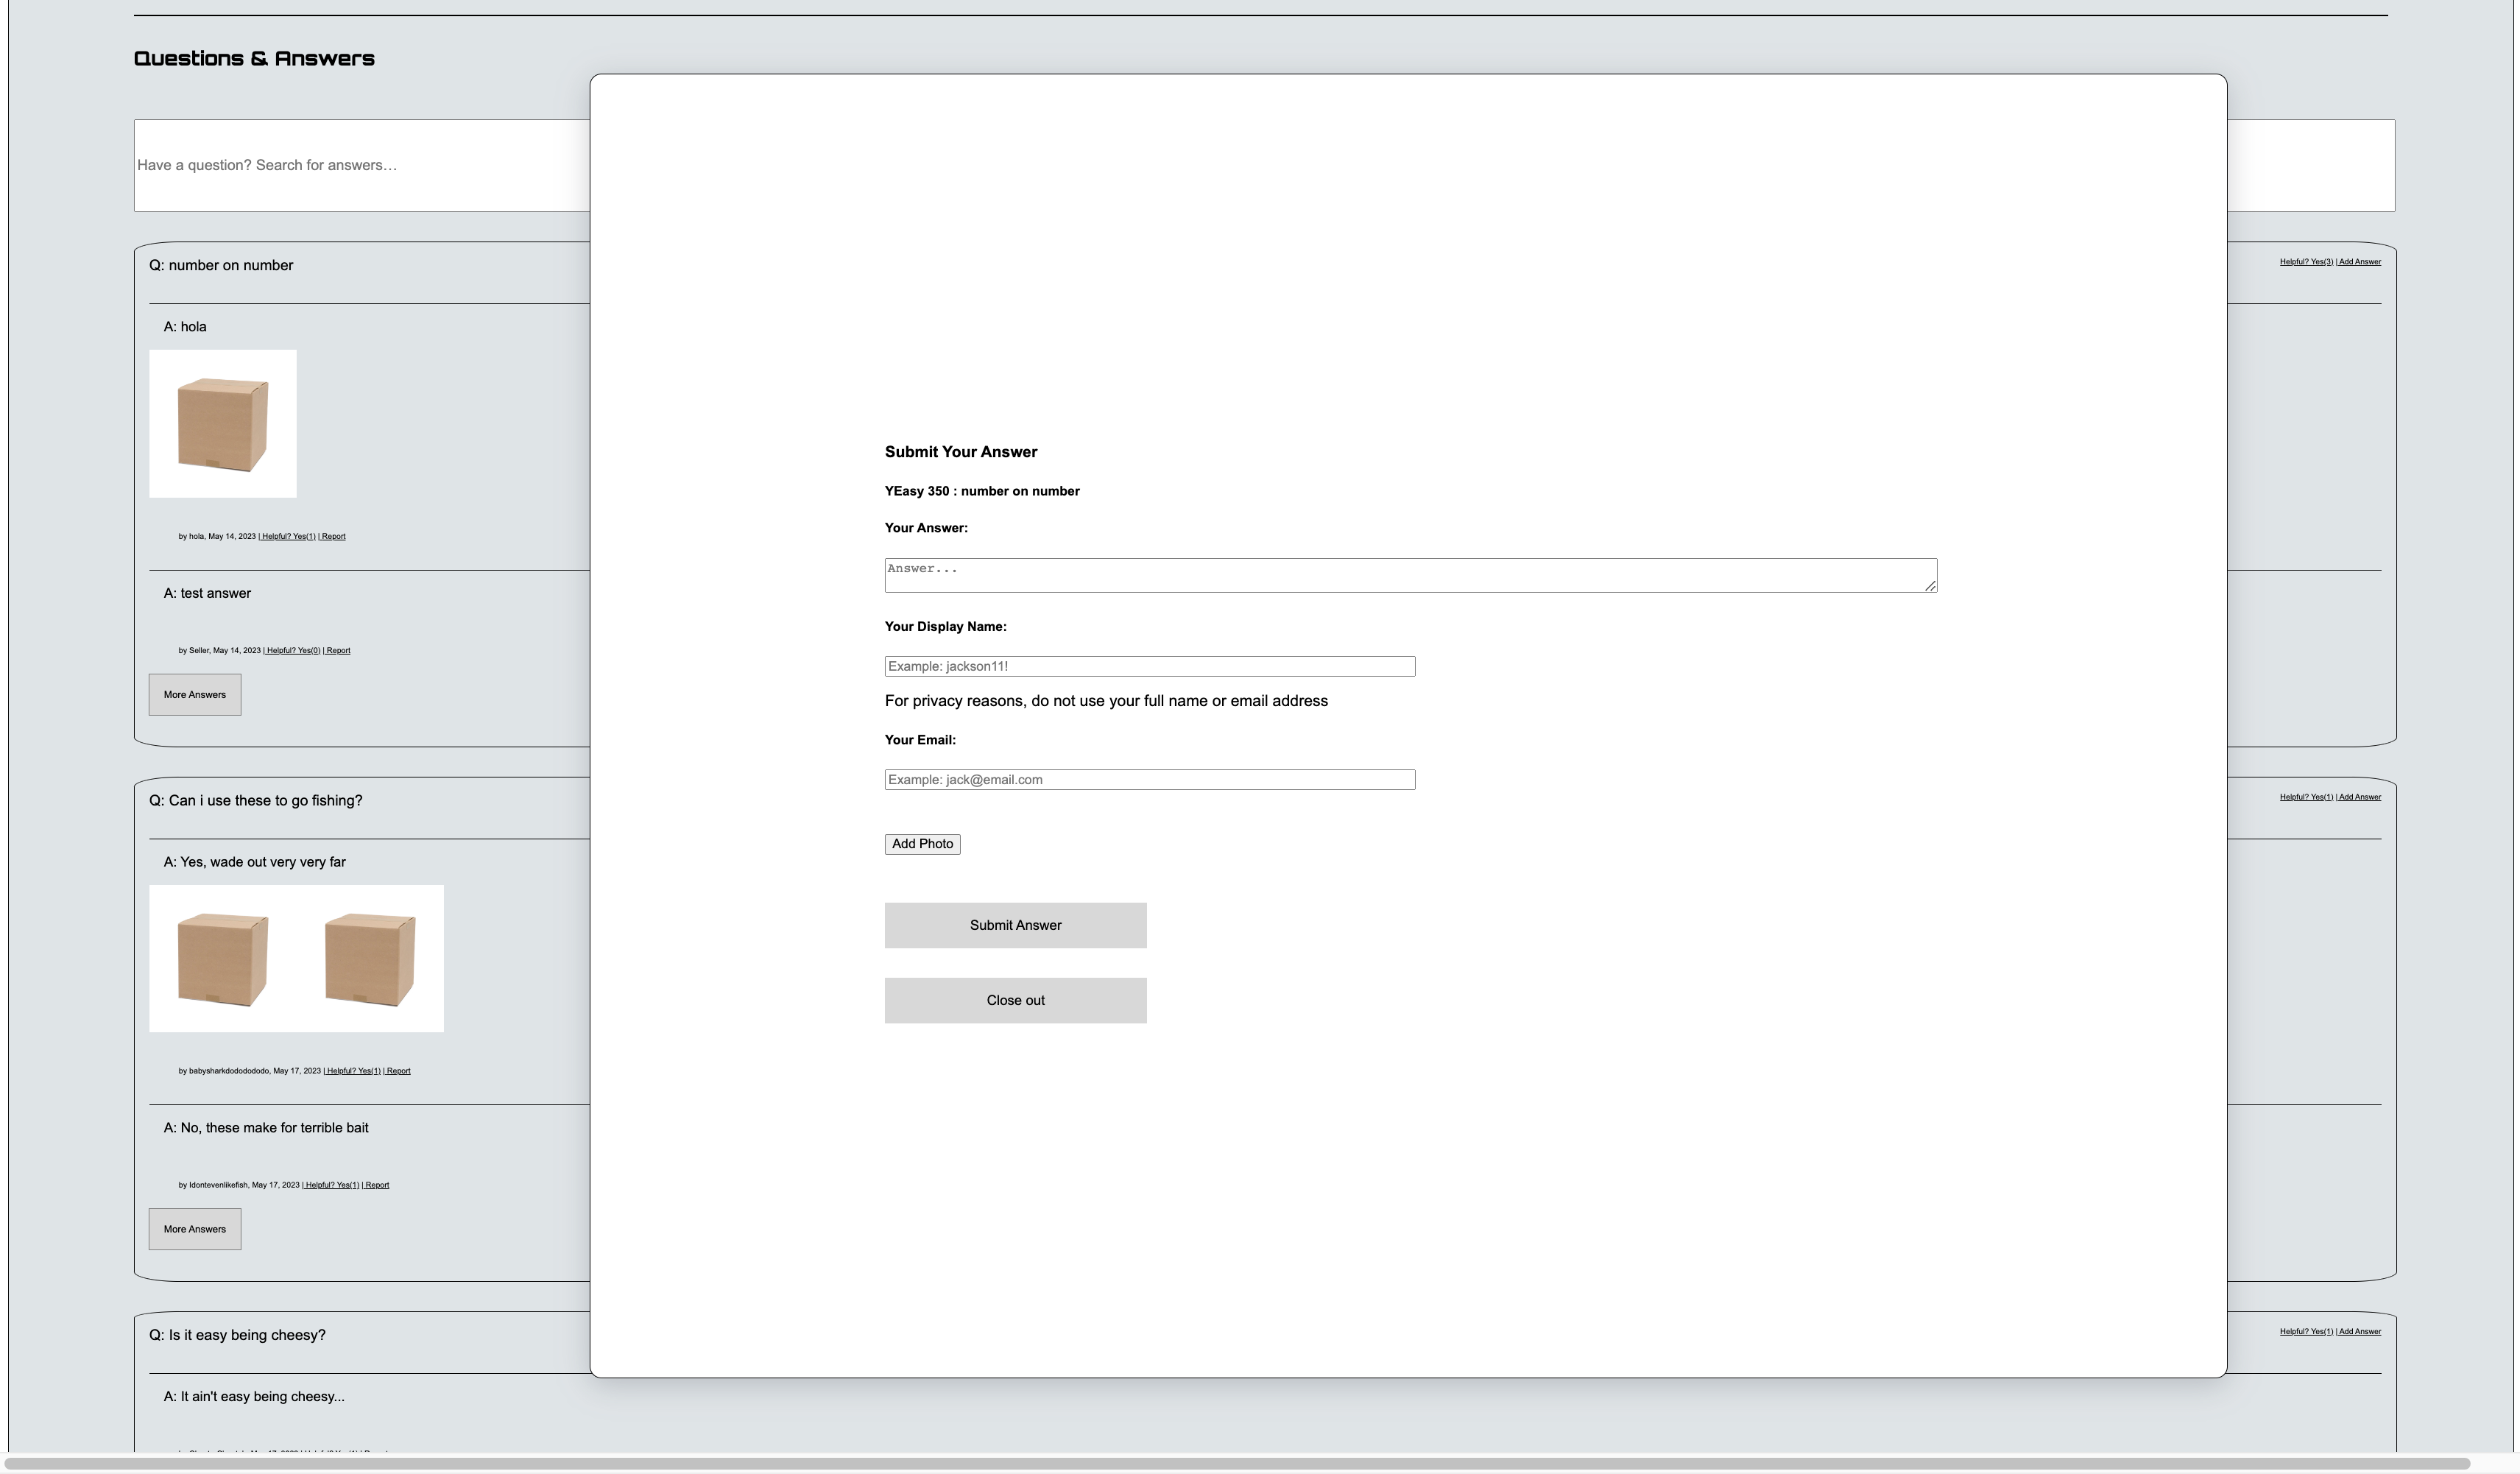 Questions & Answers
Have a question? Search for answers…
Q: number on number
Helpful? Yes(3) | Add Answer
A: hola
by hola, May 14, 2023 | Helpful? Yes(1) | Report
A: test answer
by Seller, May 14, 2023 | Helpful? Yes(0) | Report
More Answers
Q: Can i use these to go fishing?
Helpful? Yes(1) | Add Answer
A: Yes, wade out very very far
by babysharkdododododo, May 17, 2023 | Helpful? Yes(1) | Report
A: No, these make for terrible bait
by Idontevenlikefish, May 17, 2023 | Helpful? Yes(1) | Report
More Answers
Q: Is it easy being cheesy?
Helpful? Yes(1) | Add Answer
A: It ain't easy being cheesy...
Submit Your Answer
YEasy 350 : number on number
Your Answer:
Answer...
Your Display Name:
Example: jackson11!
For privacy reasons, do not use your full name or email address
Your Email:
Example: jack@email.com
Add Photo
Submit Answer
Close out